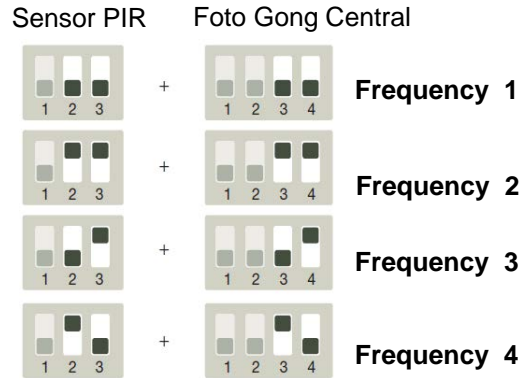 Sensor PIR Foto Gong Central
1 2 3 + 1 2 3 4 Frequency 1
1 2 3 + 1 2 3 4 Frequency 2
1 2 3 + 1 2 3 4 Frequency 3
1 2 3 + 1 2 3 4 Frequency 4